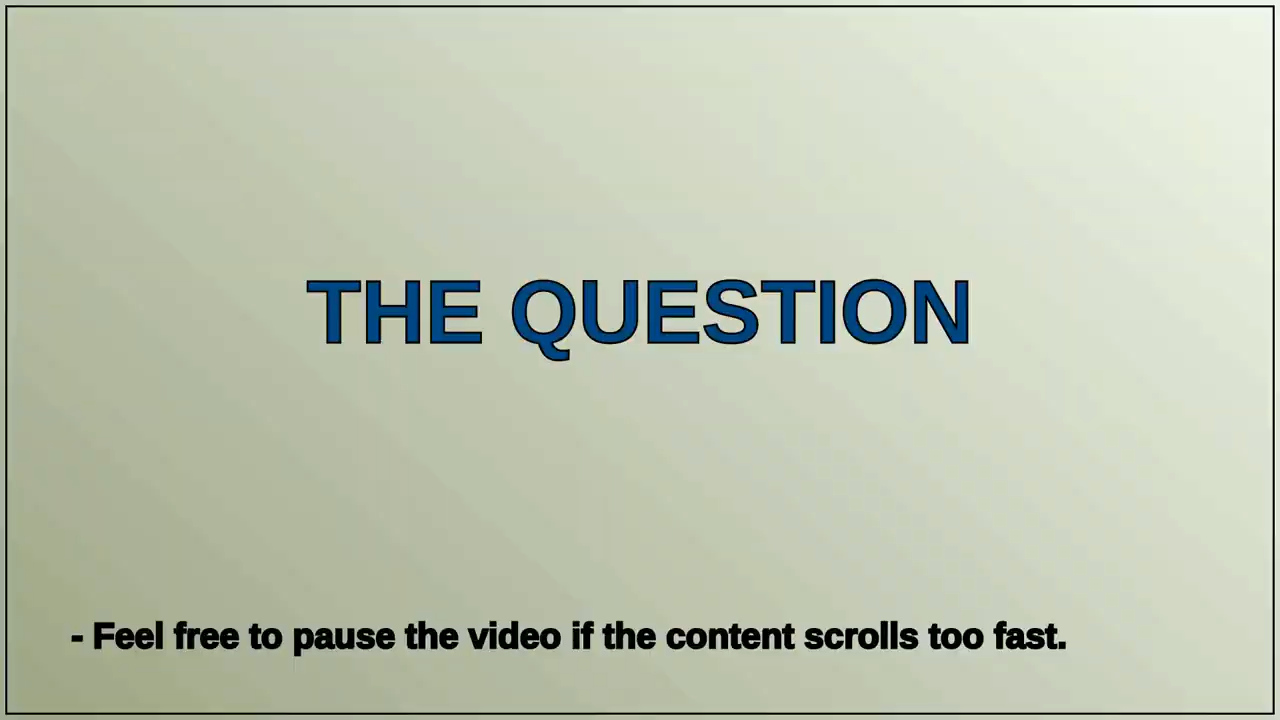 THE QUESTION
- Feel free to pause the video if the content scrolls too fast.